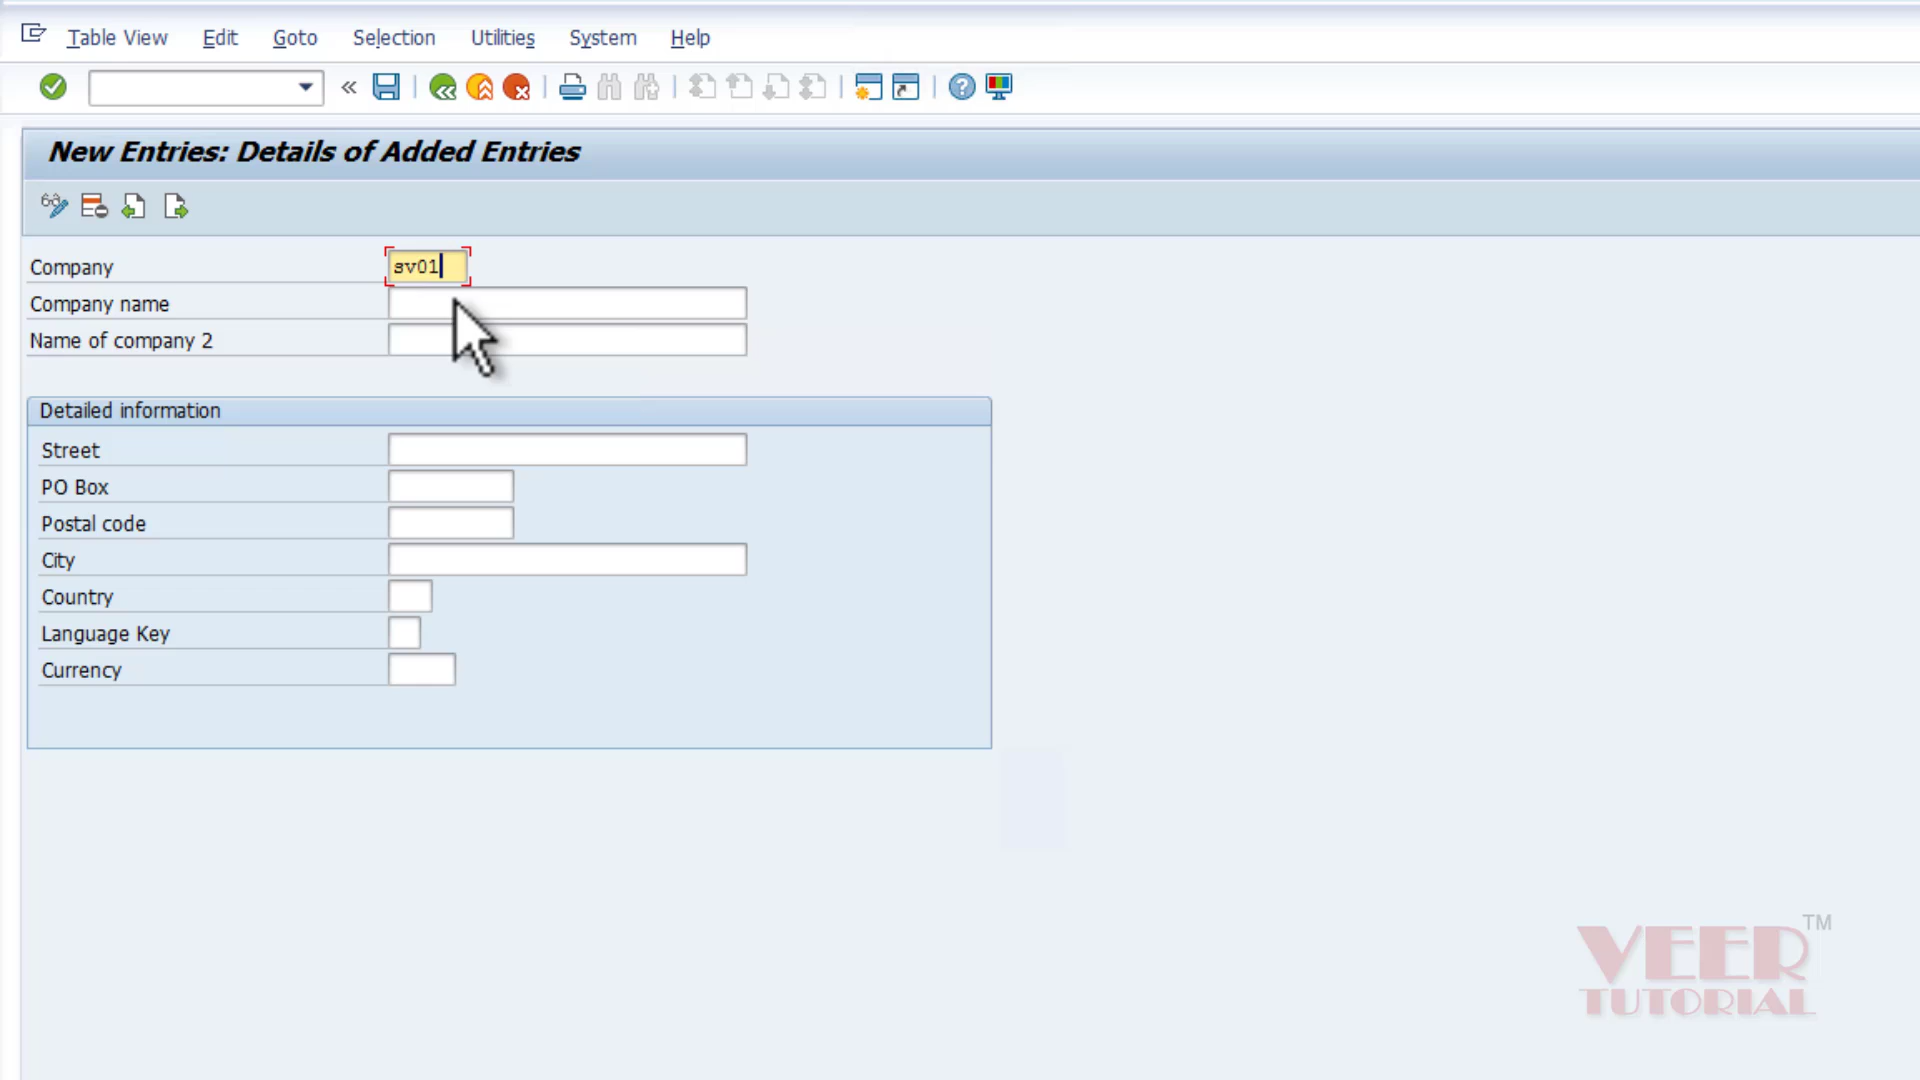 Table View Edit Goto Selection Utilities System Help
New Entries: Details of Added Entries
Company sv01
Company name
Name of company 2
Detailed information
Street
PO Box
Postal code
City
Country
Language Key
Currency
VEER TM
TUTORIAL